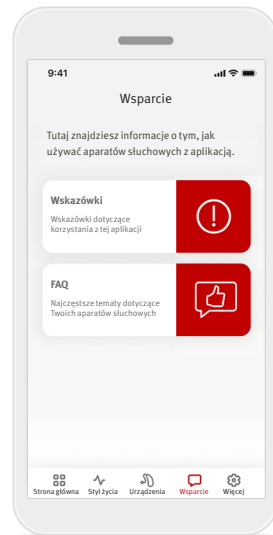 9:41
Wsparcie
Tutaj znajdziesz informacje o tym, jak
używać aparatów słuchowych z aplikacją.
Wskazówki
Wskazówki dotyczące
korzystania z tej aplikacji
FAQ
Najczęstsze tematy dotyczące
Twoich aparatów słuchowych
Strona główna Styl życia Urządzenia Wsparcie Więcej